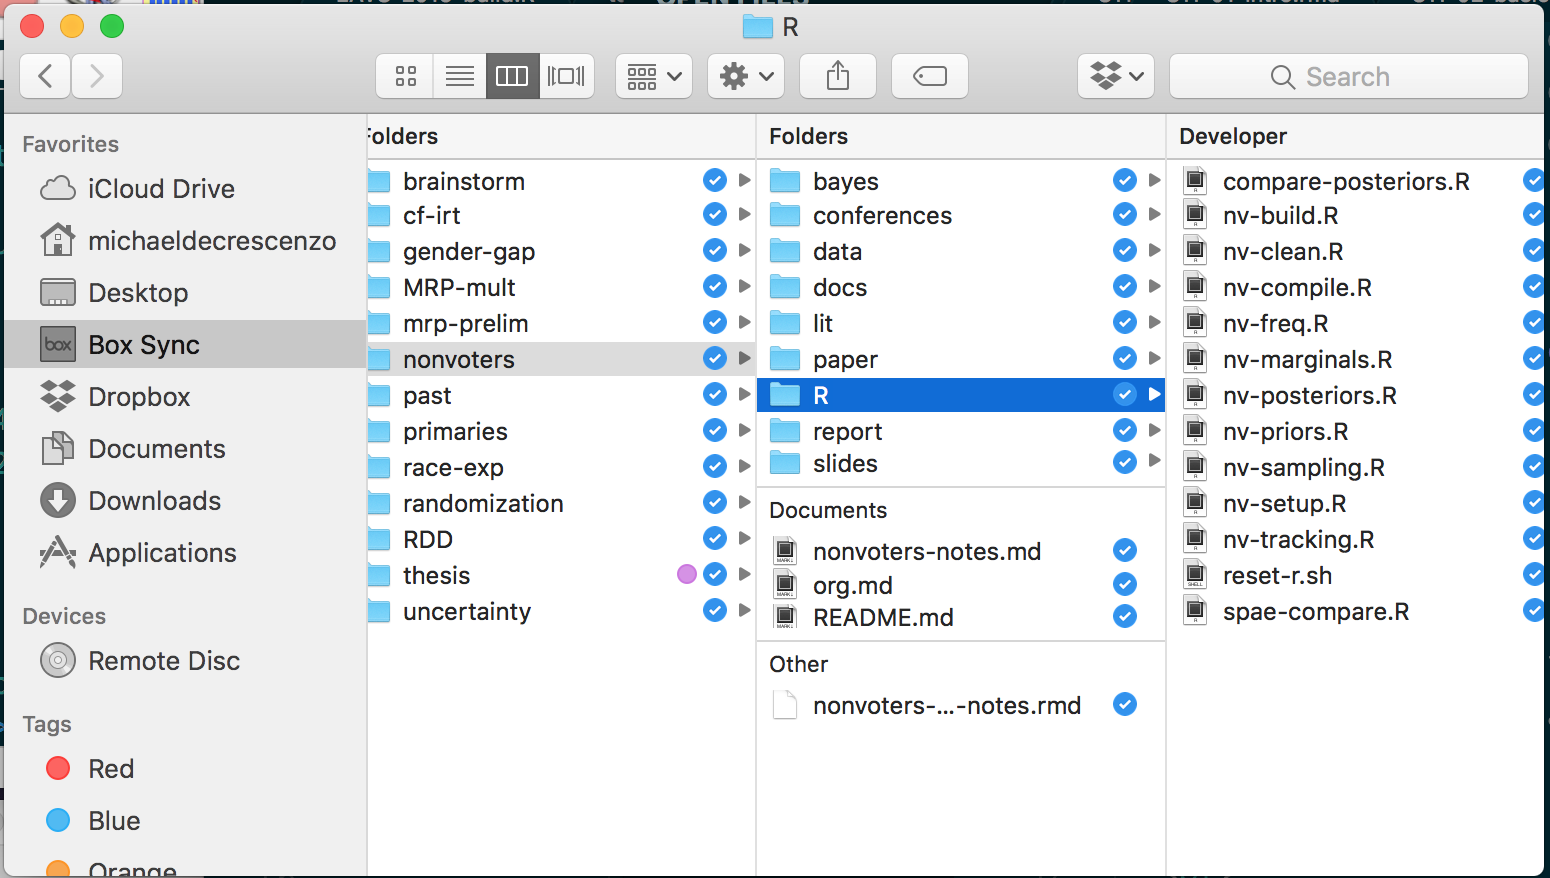 R
Search
Favorites
iCloud Drive
michaeldecrescenzo
Desktop
box
Box Sync
Dropbox
Documents
Downloads
Applications
Devices
Remote Disc
Tags
Red
Blue
Orange
Folders
brainstorm
cf-irt
gender-gap
MRP-mult
mrp-prelim
nonvoters
past
primaries
race-exp
randomization
RDD
thesis
uncertainty
Folders
bayes
conferences
data
docs
lit
paper
R
report
slides
Documents
nonvoters-notes.md
org.md
README.md
Other
nonvoters-...-notes.rmd
Developer
compare-posteriors.R
nv-build.R
nv-clean.R
nv-compile.R
nv-freq.R
nv-marginals.R
nv-posteriors.R
nv-priors.R
nv-sampling.R
nv-setup.R
nv-tracking.R
reset-r.sh
spae-compare.R